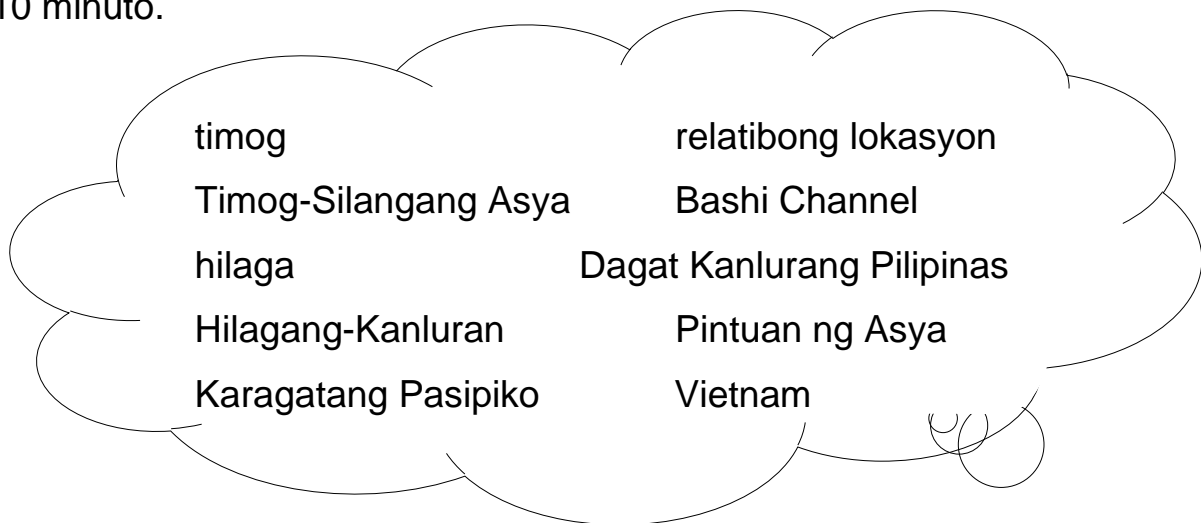 10 minuto.
timog relatibong lokasyon
Timog-Silangang Asya Bashi Channel
hilaga Dagat Kanlurang Pilipinas
Hilagang-Kanluran Pintuan ng Asya
Karagatang Pasipiko Vietnam